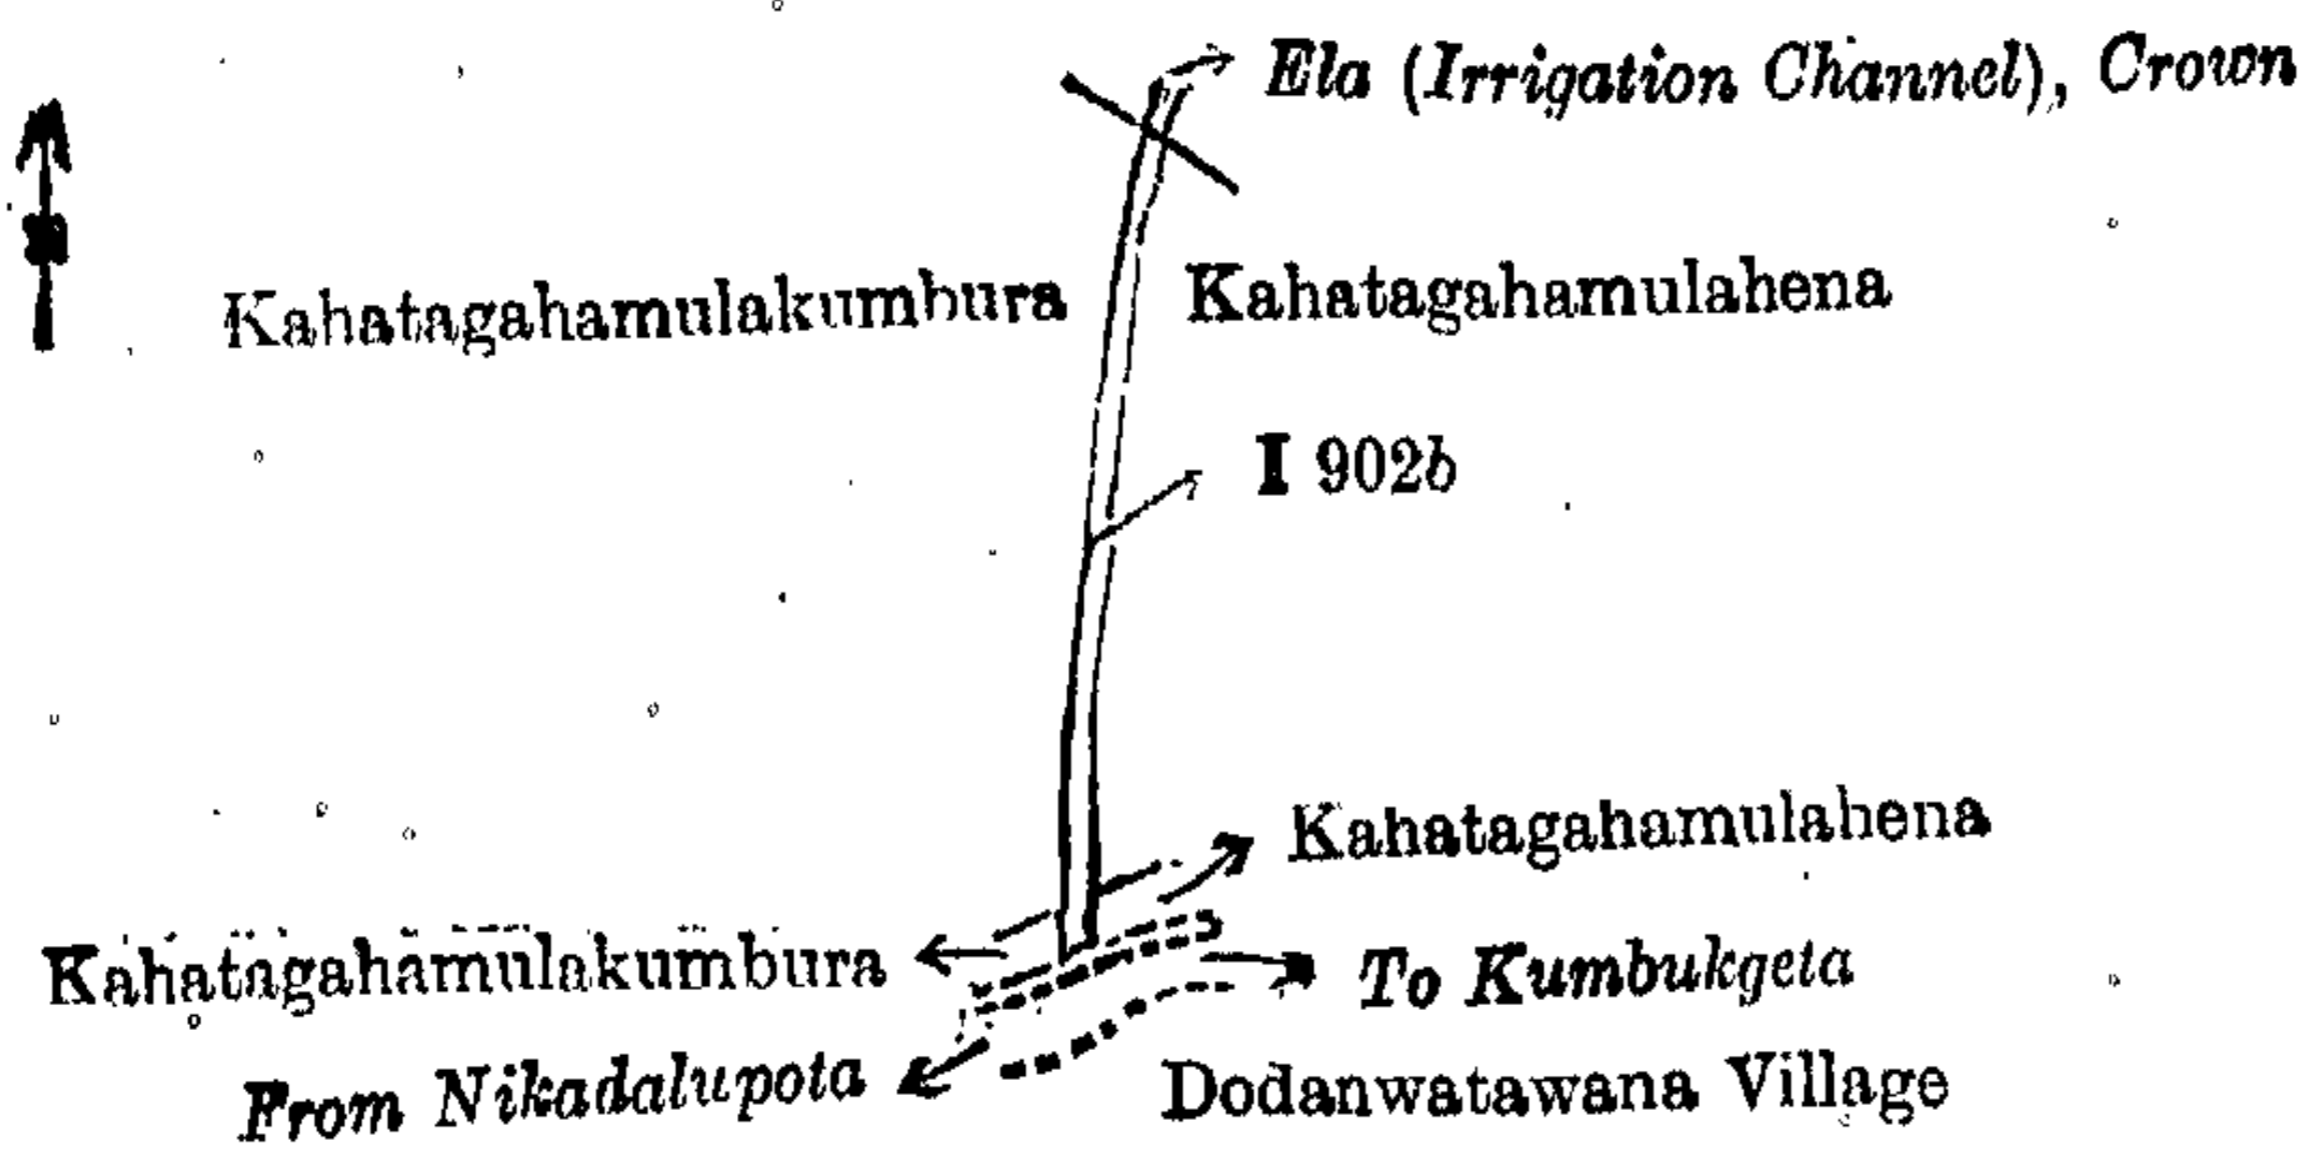 Ela (Irrigation Channel), Crown
Kahatagahamulakumbura
Kahatagahamulahena
I 902b
Kahatagahamulahena
Kahatagahamulakumbura
To Kumbukgeta
From Nikadalupota
Dodanwatawana Village